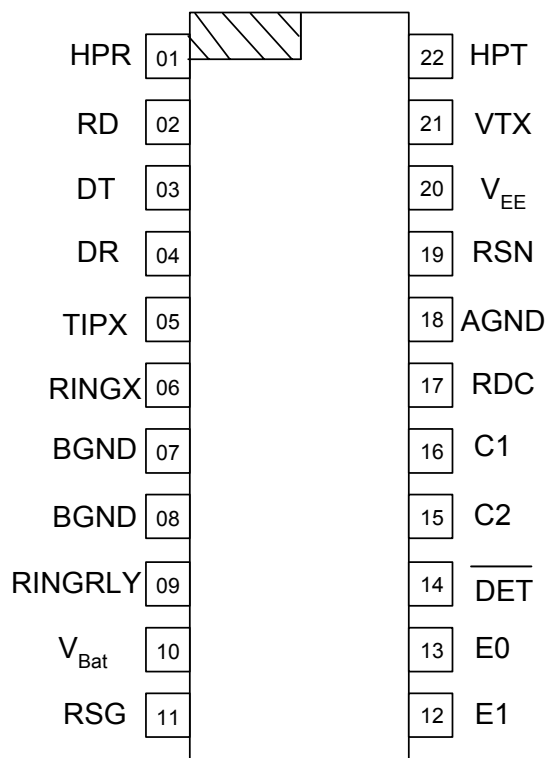 HPR 01 22 HPT
RD 02 21 VTX
DT 03 20 VEE
DR 04 19 RSN
TIPX 05 18 AGND
RINGX 06 17 RDC
BGND 07 16 C1
BGND 08 15 C2
RINGRLY 09 14 D̅E̅T̅
VBat 10 13 E0
RSG 11 12 E1